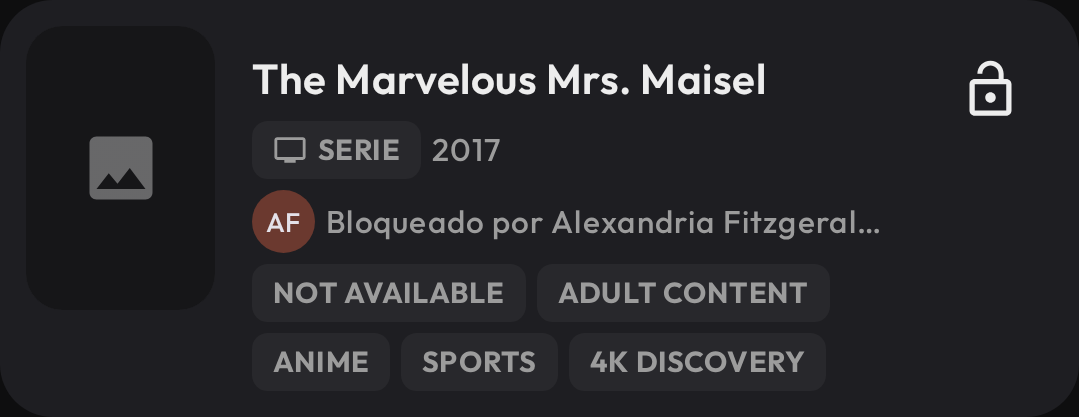 The Marvelous Mrs. Maisel
SERIE 2017
AF Bloqueado por Alexandria Fitzgeral...
NOT AVAILABLE ADULT CONTENT
ANIME SPORTS 4K DISCOVERY